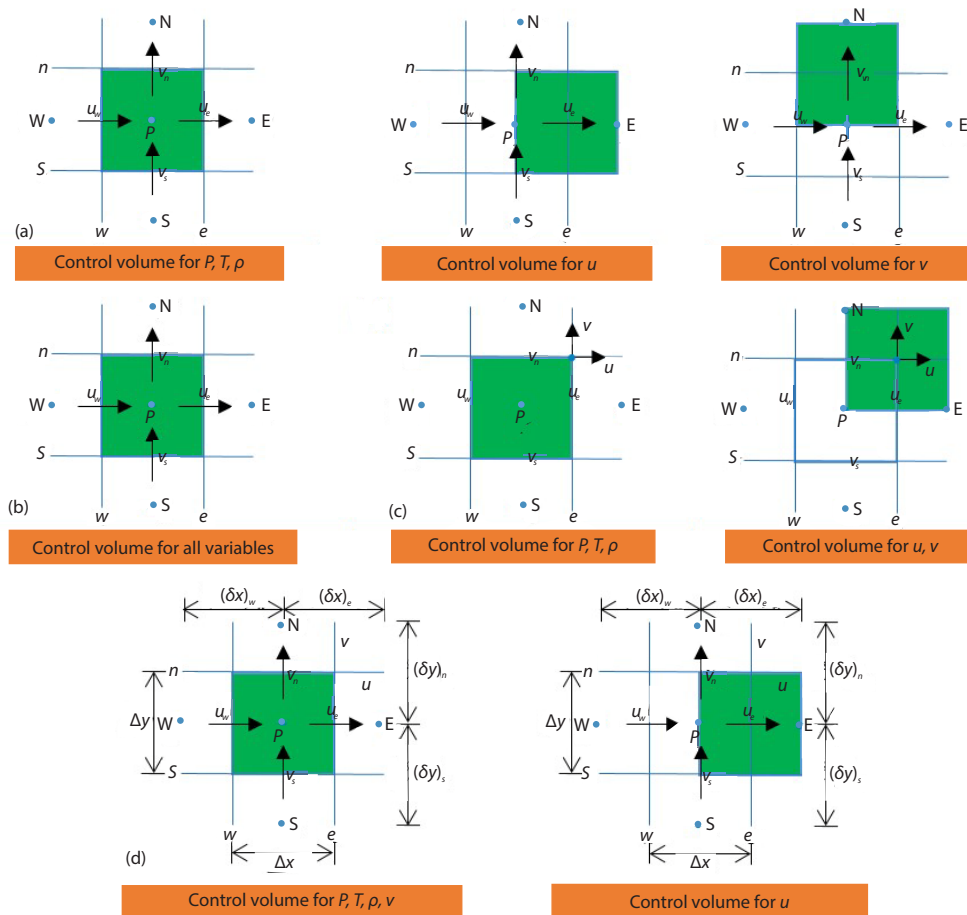 N
n
v_n
u_w
u_e
W
P
E
S
v_s
S
w
e
(a)
Control volume for P, T, ρ
N
n
v_n
u_w
u_e
W
P
E
S
v_s
S
w
e
Control volume for u
N
n
v_vn
u_w
u_e
W
P
E
S
v_s
S
w
e
Control volume for v
N
n
v_n
u_w
u_e
W
P
E
S
v_s
S
w
e
(b)
Control volume for all variables
N
v
n
v_n
u
u_w
u_e
W
P
E
S
v_s
S
w
e
(c)
Control volume for P, T, ρ
N
v
n
v_n
u
u_w
u_e
W
P
E
S
v_s
S
w
e
Control volume for u, v
(δx)_w
(δx)_e
N
v
n
v_n
u
(δy)_n
Δy
u_w
u_e
W
P
E
S
v_s
(δy)_s
S
w
e
Δx
(d)
Control volume for P, T, ρ, v
(δx)_w
(δx)_e
N
v
n
v_n
u
(δy)_n
Δy
u_w
u_e
W
P
E
S
v_s
(δy)_s
S
w
e
Δx
Control volume for u